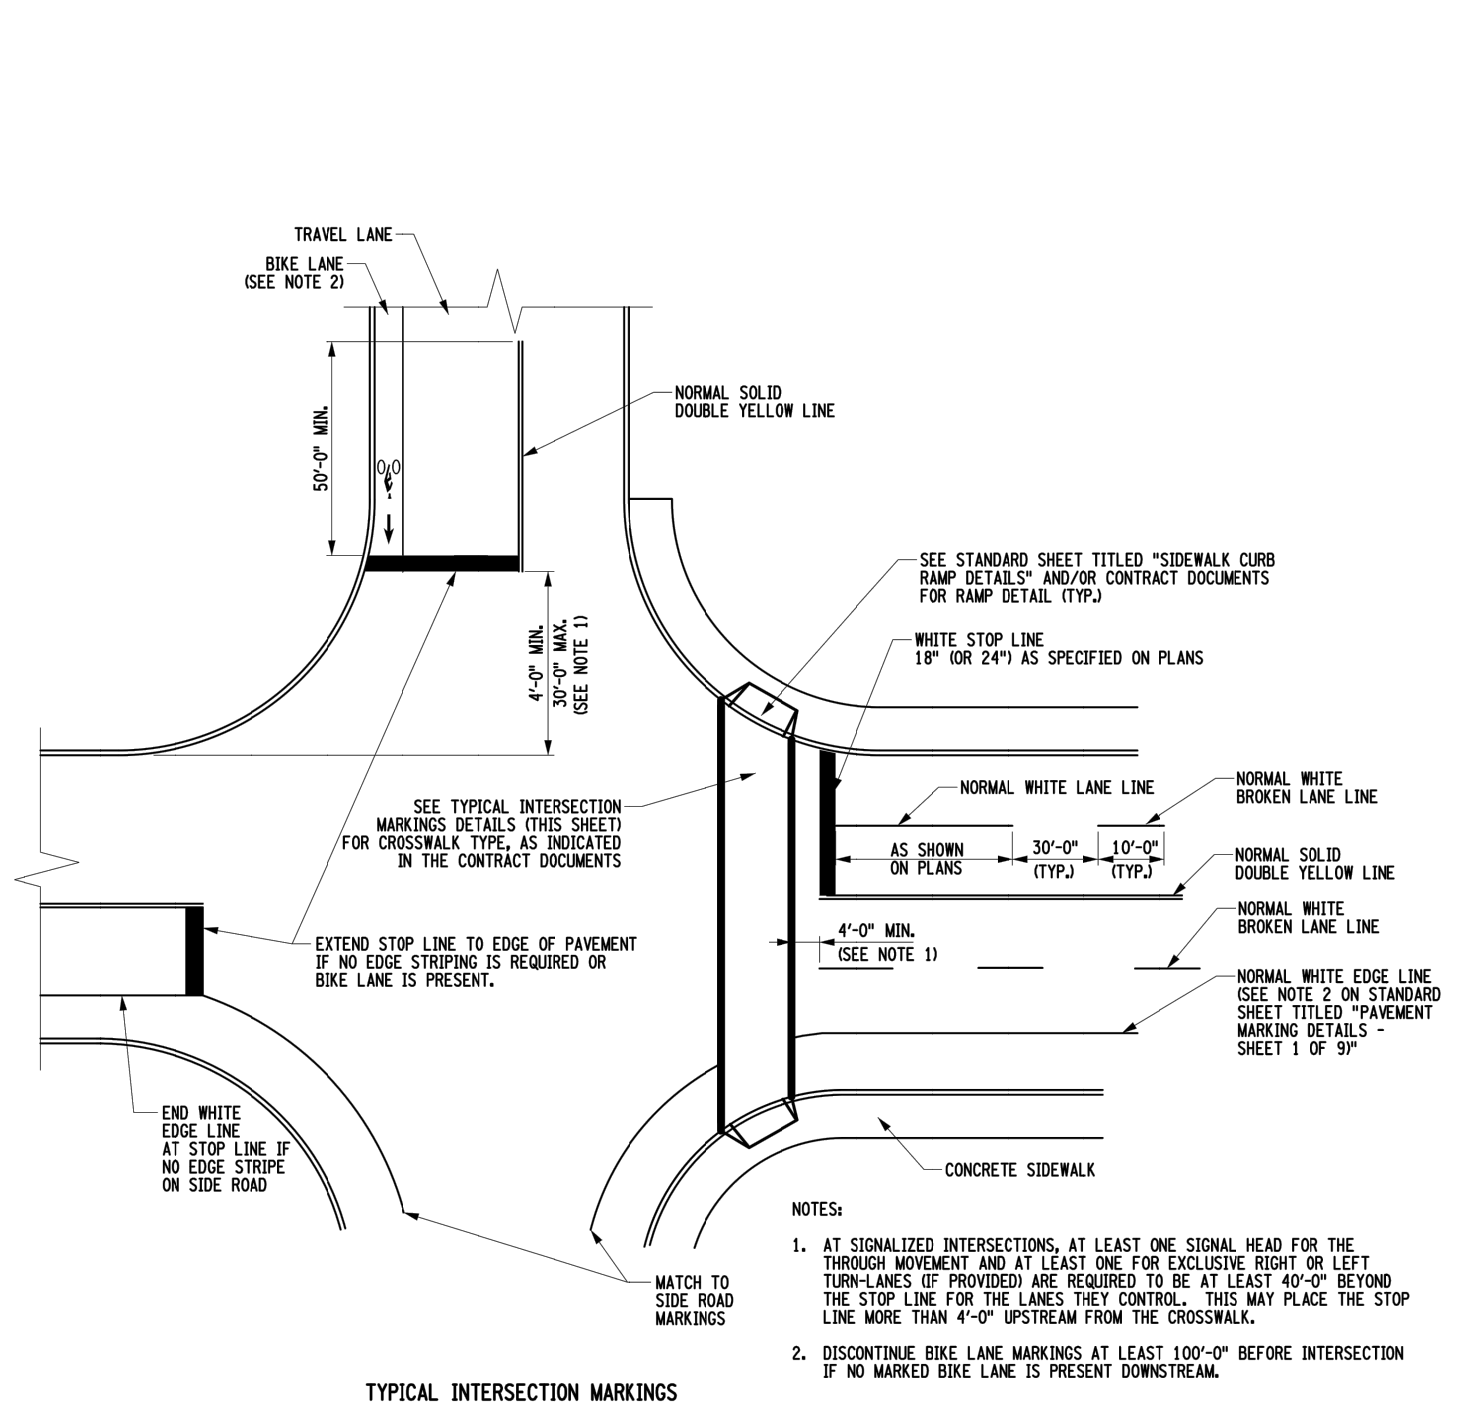 TRAVEL LANE
BIKE LANE
(SEE NOTE 2)
50'-0" MIN.
NORMAL SOLID
DOUBLE YELLOW LINE
4'-0" MIN.
30'-0" MAX.
(SEE NOTE 1)
SEE STANDARD SHEET TITLED "SIDEWALK CURB
RAMP DETAILS" AND/OR CONTRACT DOCUMENTS
FOR RAMP DETAIL (TYP.)
WHITE STOP LINE
18" (OR 24") AS SPECIFIED ON PLANS
SEE TYPICAL INTERSECTION
MARKINGS DETAILS (THIS SHEET)
FOR CROSSWALK TYPE, AS INDICATED
IN THE CONTRACT DOCUMENTS
NORMAL WHITE LANE LINE
NORMAL WHITE
BROKEN LANE LINE
AS SHOWN
ON PLANS
30'-0"
(TYP.)
10'-0"
(TYP.)
NORMAL SOLID
DOUBLE YELLOW LINE
NORMAL WHITE
BROKEN LANE LINE
4'-0" MIN.
(SEE NOTE 1)
EXTEND STOP LINE TO EDGE OF PAVEMENT
IF NO EDGE STRIPING IS REQUIRED OR
BIKE LANE IS PRESENT.
NORMAL WHITE EDGE LINE
(SEE NOTE 2 ON STANDARD
SHEET TITLED "PAVEMENT
MARKING DETAILS -
SHEET 1 OF 9)"
END WHITE
EDGE LINE
AT STOP LINE IF
NO EDGE STRIPE
ON SIDE ROAD
CONCRETE SIDEWALK
MATCH TO
SIDE ROAD
MARKINGS
NOTES:
1. AT SIGNALIZED INTERSECTIONS, AT LEAST ONE SIGNAL HEAD FOR THE
THROUGH MOVEMENT AND AT LEAST ONE FOR EXCLUSIVE RIGHT OR LEFT
TURN-LANES (IF PROVIDED) ARE REQUIRED TO BE AT LEAST 40'-0" BEYOND
THE STOP LINE FOR THE LANES THEY CONTROL. THIS MAY PLACE THE STOP
LINE MORE THAN 4'-0" UPSTREAM FROM THE CROSSWALK.
2. DISCONTINUE BIKE LANE MARKINGS AT LEAST 100'-0" BEFORE INTERSECTION
IF NO MARKED BIKE LANE IS PRESENT DOWNSTREAM.
TYPICAL INTERSECTION MARKINGS